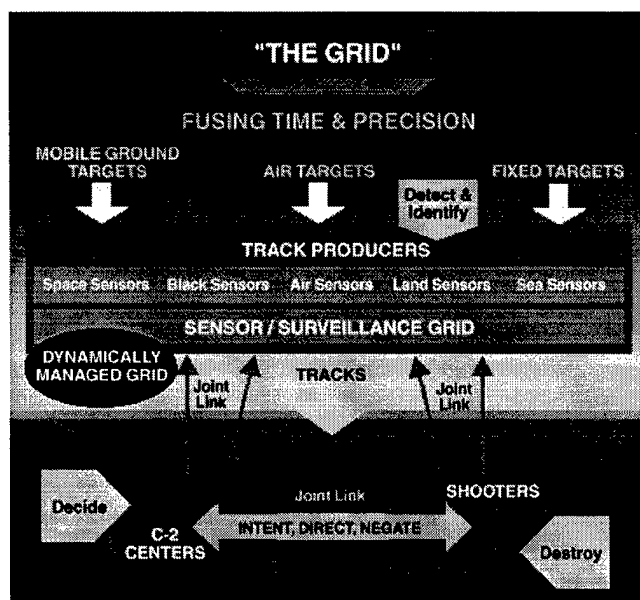 "THE GRID"
FUSING TIME & PRECISION
MOBILE GROUND
TARGETS
AIR TARGETS
Detect &
Identify
FIXED TARGETS
TRACK PRODUCERS
Space Sensors Black Sensors Air Sensors Land Sensors Sea Sensors
SENSOR / SURVEILLANCE GRID
DYNAMICALLY
MANAGED GRID
Joint
Link
TRACKS
Joint
Link
Decide
C-2
CENTERS
Joint Link
INTENT, DIRECT, NEGATE
SHOOTERS
Destroy